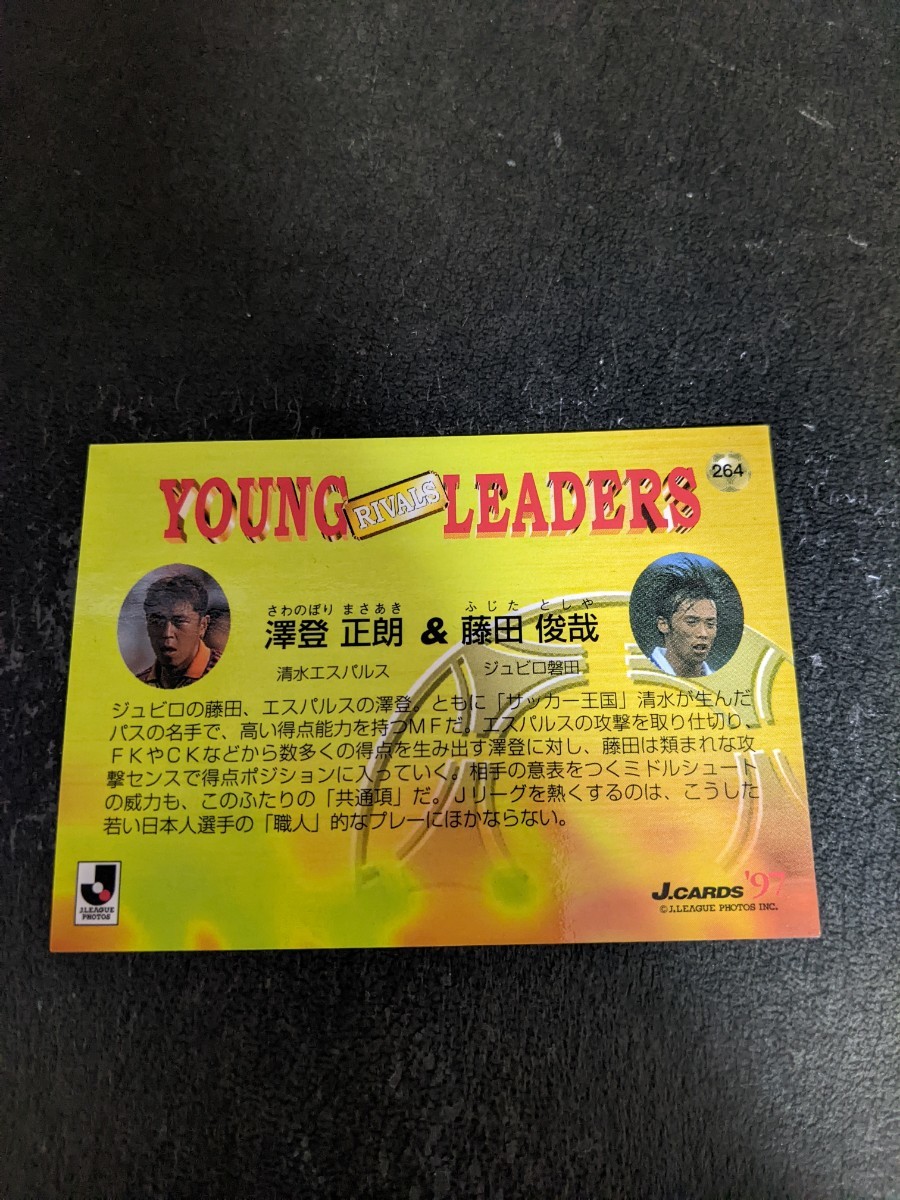 264
YOUNG RIVALS LEADERS
さわのぼり まさあき ふじた としや
澤登 正朗 & 藤田 俊哉
清水エスパルス ジュビロ磐田
ジュビロの藤田、エスパルスの澤登。ともに「サッカー王国」清水が生んだ
パスの名手で、高い得点能力を持つMFだ。エスパルスの攻撃を取り仕切り、
FKやCKなどから数多くの得点を生み出す澤登に対し、藤田は類まれな攻
撃センスで得点ポジションに入っていく。相手の意表をつくミドルシュート
の威力も、このふたりの「共通項」だ。Jリーグを熱くするのは、こうした
若い日本人選手の「職人」的なプレーにほかならない。
J.LEAGUE
PHOTOS
J.CARDS '97
©J.LEAGUE PHOTOS INC.